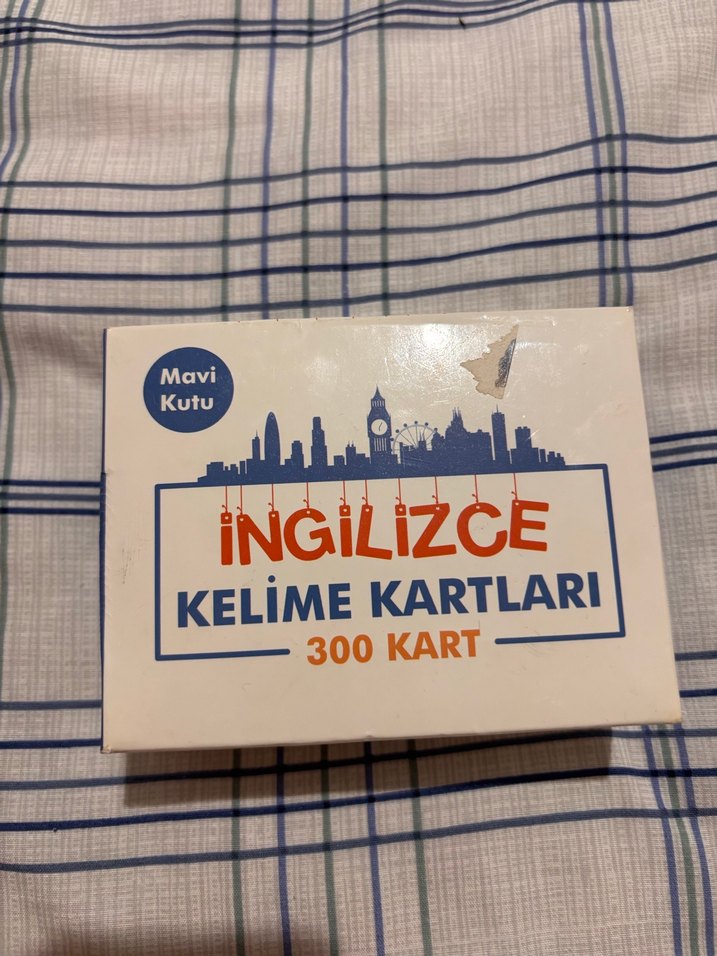 Mavi
Kutu
İNGİLİZCE
KELİME KARTLARI
300 KART